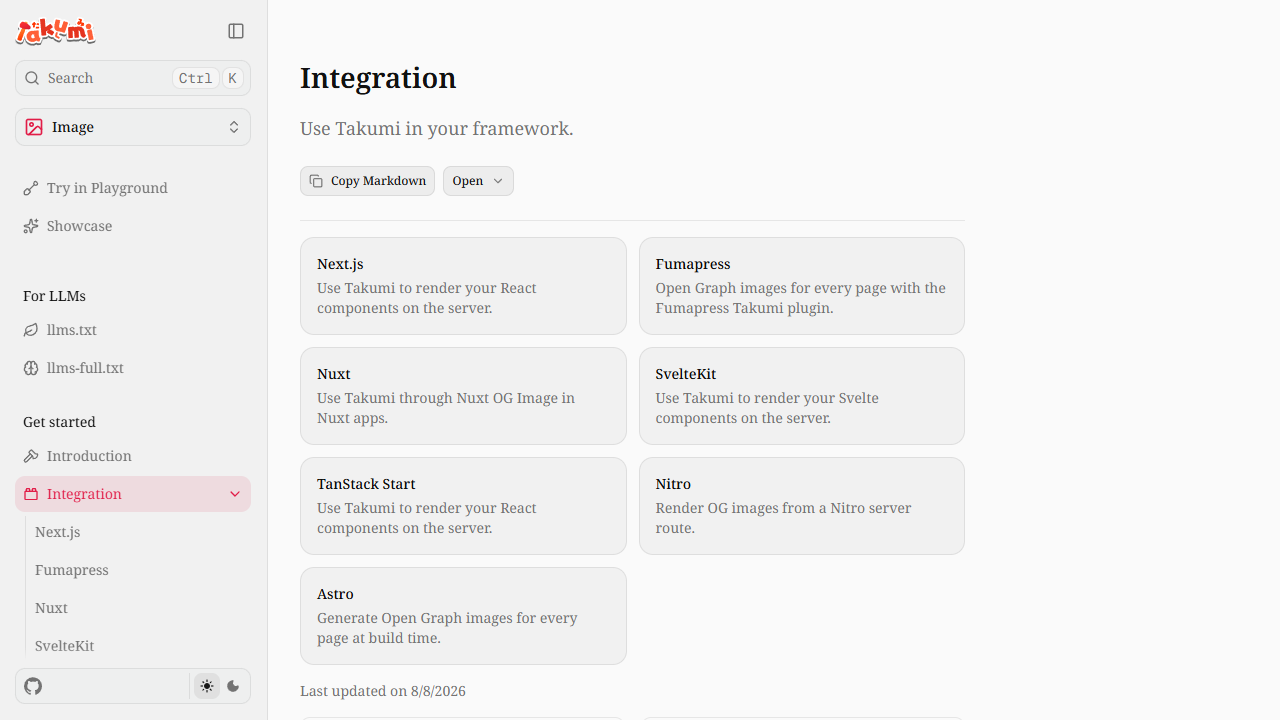 Takumi
Search
Ctrl K
Image
Try in Playground
Showcase
For LLMs
llms.txt
llms-full.txt
Get started
Introduction
Integration
Next.js
Fumapress
Nuxt
SvelteKit
Integration
Use Takumi in your framework.
Copy Markdown
Open
Next.js
Use Takumi to render your React
components on the server.
Fumapress
Open Graph images for every page with the
Fumapress Takumi plugin.
Nuxt
Use Takumi through Nuxt OG Image in
Nuxt apps.
SvelteKit
Use Takumi to render your Svelte
components on the server.
TanStack Start
Use Takumi to render your React
components on the server.
Nitro
Render OG images from a Nitro server
route.
Astro
Generate Open Graph images for every
page at build time.
Last updated on 8/8/2026